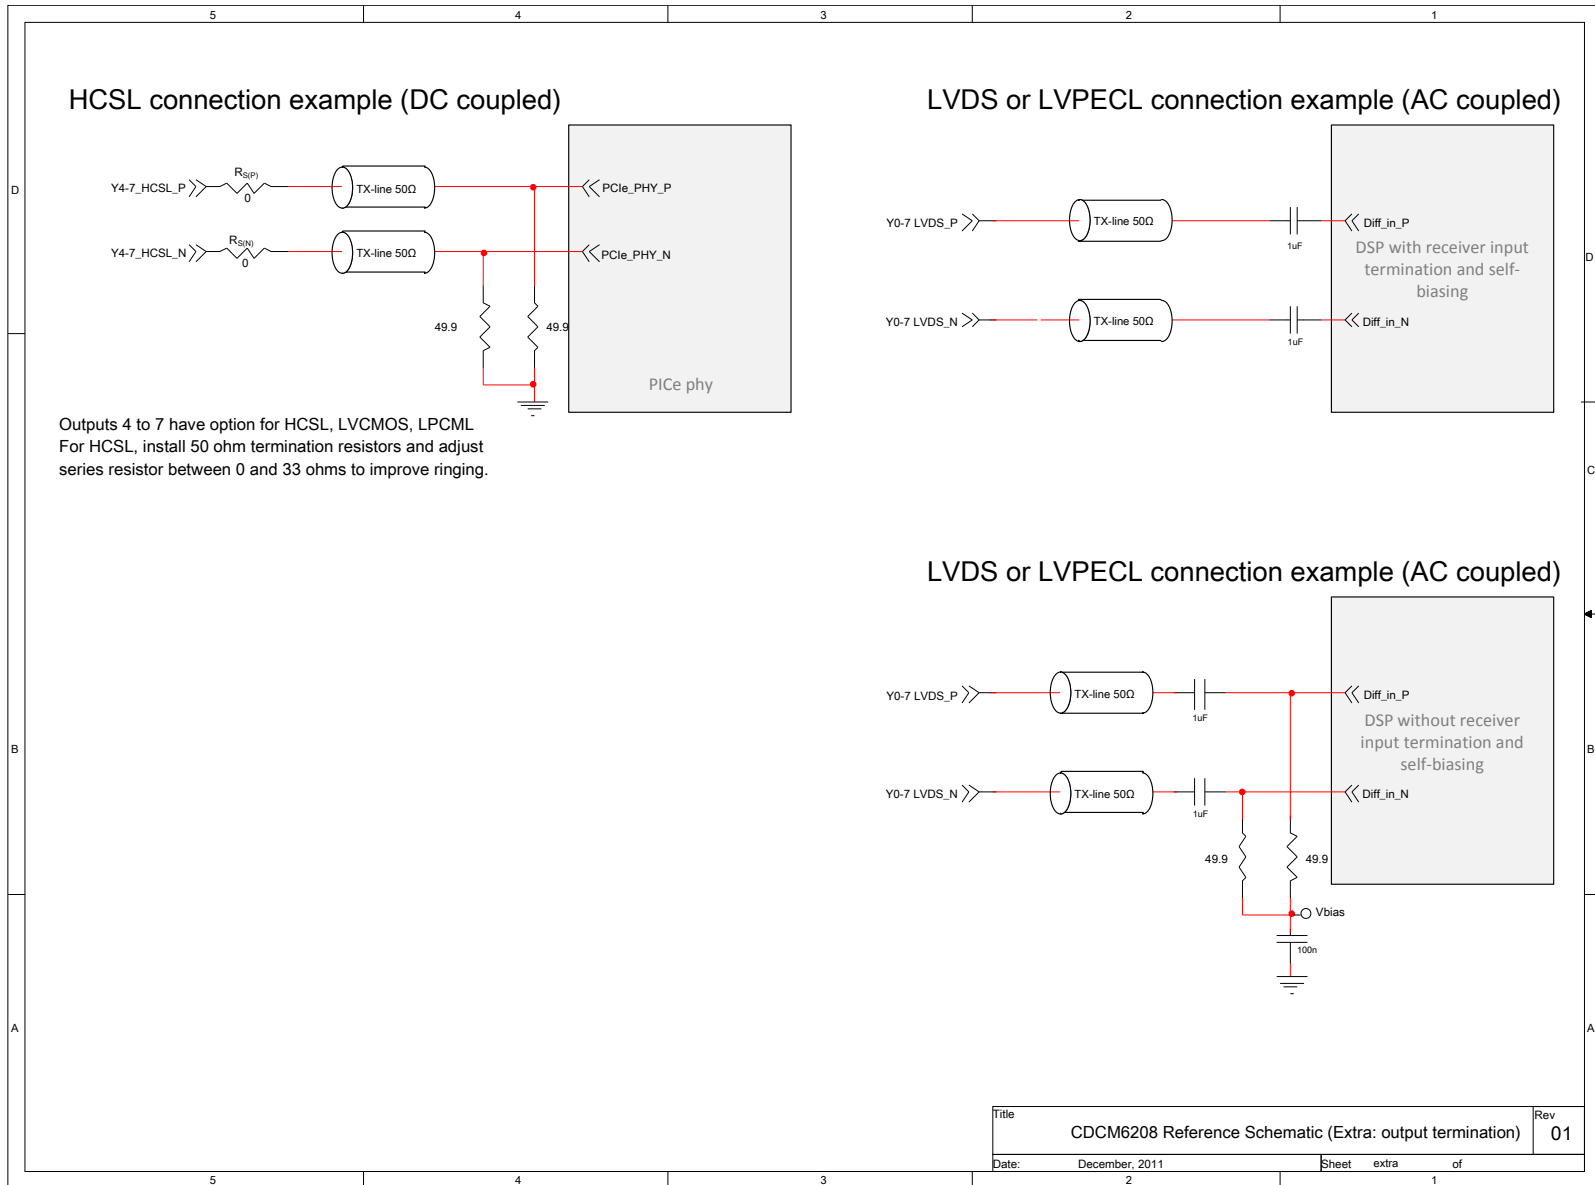 5 4 3 2 1
HCSL connection example (DC coupled)
LVDS or LVPECL connection example (AC coupled)
D
D
Y4-7_HCSL_P
RS(P)
0
TX-line 50Ω
PCIe_PHY_P
Y4-7_HCSL_N
RS(N)
0
TX-line 50Ω
PCIe_PHY_N
49.9
49.9
PICe phy
Y0-7 LVDS_P
TX-line 50Ω
1uF
Diff_in_P
DSP with receiver input
termination and self-
biasing
Y0-7 LVDS_N
TX-line 50Ω
1uF
Diff_in_N
Outputs 4 to 7 have option for HCSL, LVCMOS, LPCML
For HCSL, install 50 ohm termination resistors and adjust
series resistor between 0 and 33 ohms to improve ringing.
C
LVDS or LVPECL connection example (AC coupled)
Y0-7 LVDS_P
TX-line 50Ω
1uF
Diff_in_P
DSP without receiver
input termination and
self-biasing
B
B
Y0-7 LVDS_N
TX-line 50Ω
1uF
Diff_in_N
49.9
49.9
Vbias
100n
A
A
Title
CDCM6208 Reference Schematic (Extra: output termination)
Rev
01
Date: December, 2011
Sheet extra of
5 4 3 2 1